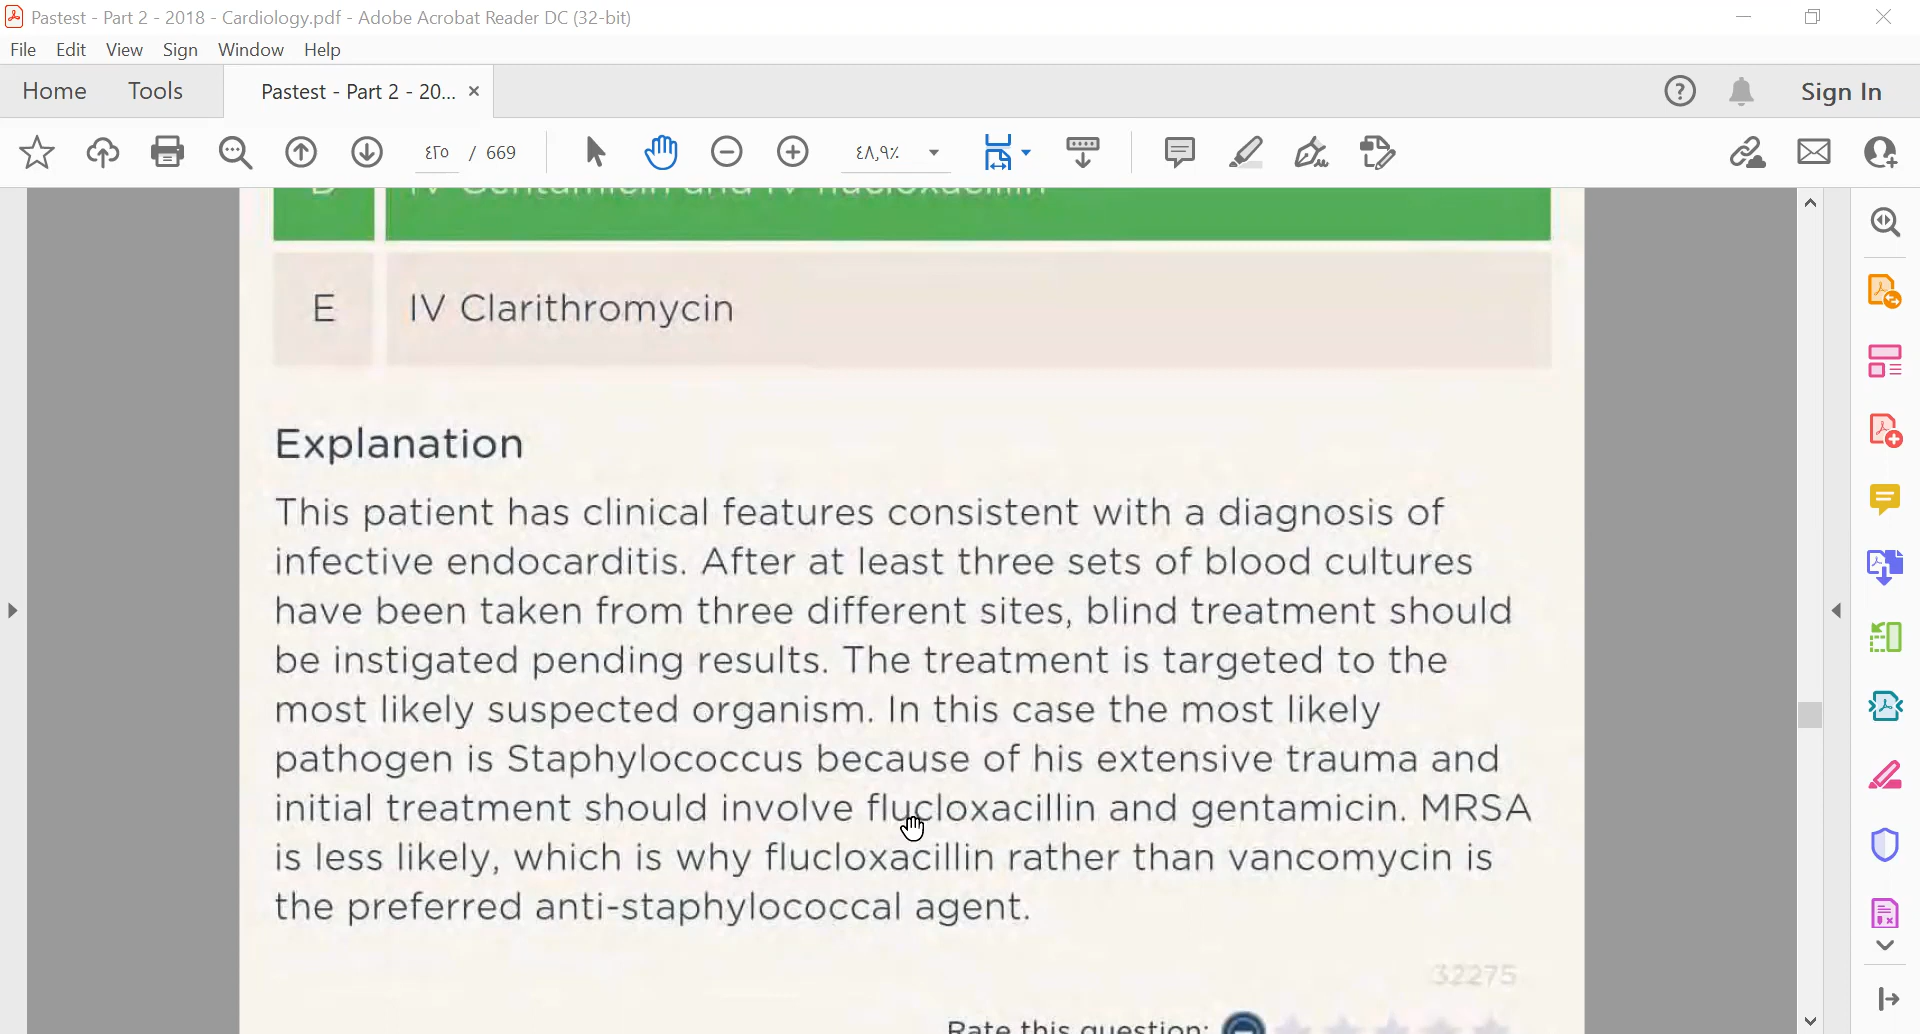 Pastest - Part 2 - 2018 - Cardiology.pdf - Adobe Acrobat Reader DC (32-bit)
File Edit View Sign Window Help
Home Tools Pastest - Part 2 - 20... × Sign In
٤٢٥ / 669 ٤٨,٩٪
D IV Gentamicin and IV flucloxacillin
E IV Clarithromycin
Explanation
This patient has clinical features consistent with a diagnosis of
infective endocarditis. After at least three sets of blood cultures
have been taken from three different sites, blind treatment should
be instigated pending results. The treatment is targeted to the
most likely suspected organism. In this case the most likely
pathogen is Staphylococcus because of his extensive trauma and
initial treatment should involve flucloxacillin and gentamicin. MRSA
is less likely, which is why flucloxacillin rather than vancomycin is
the preferred anti-staphylococcal agent.
32275
Rate this question: